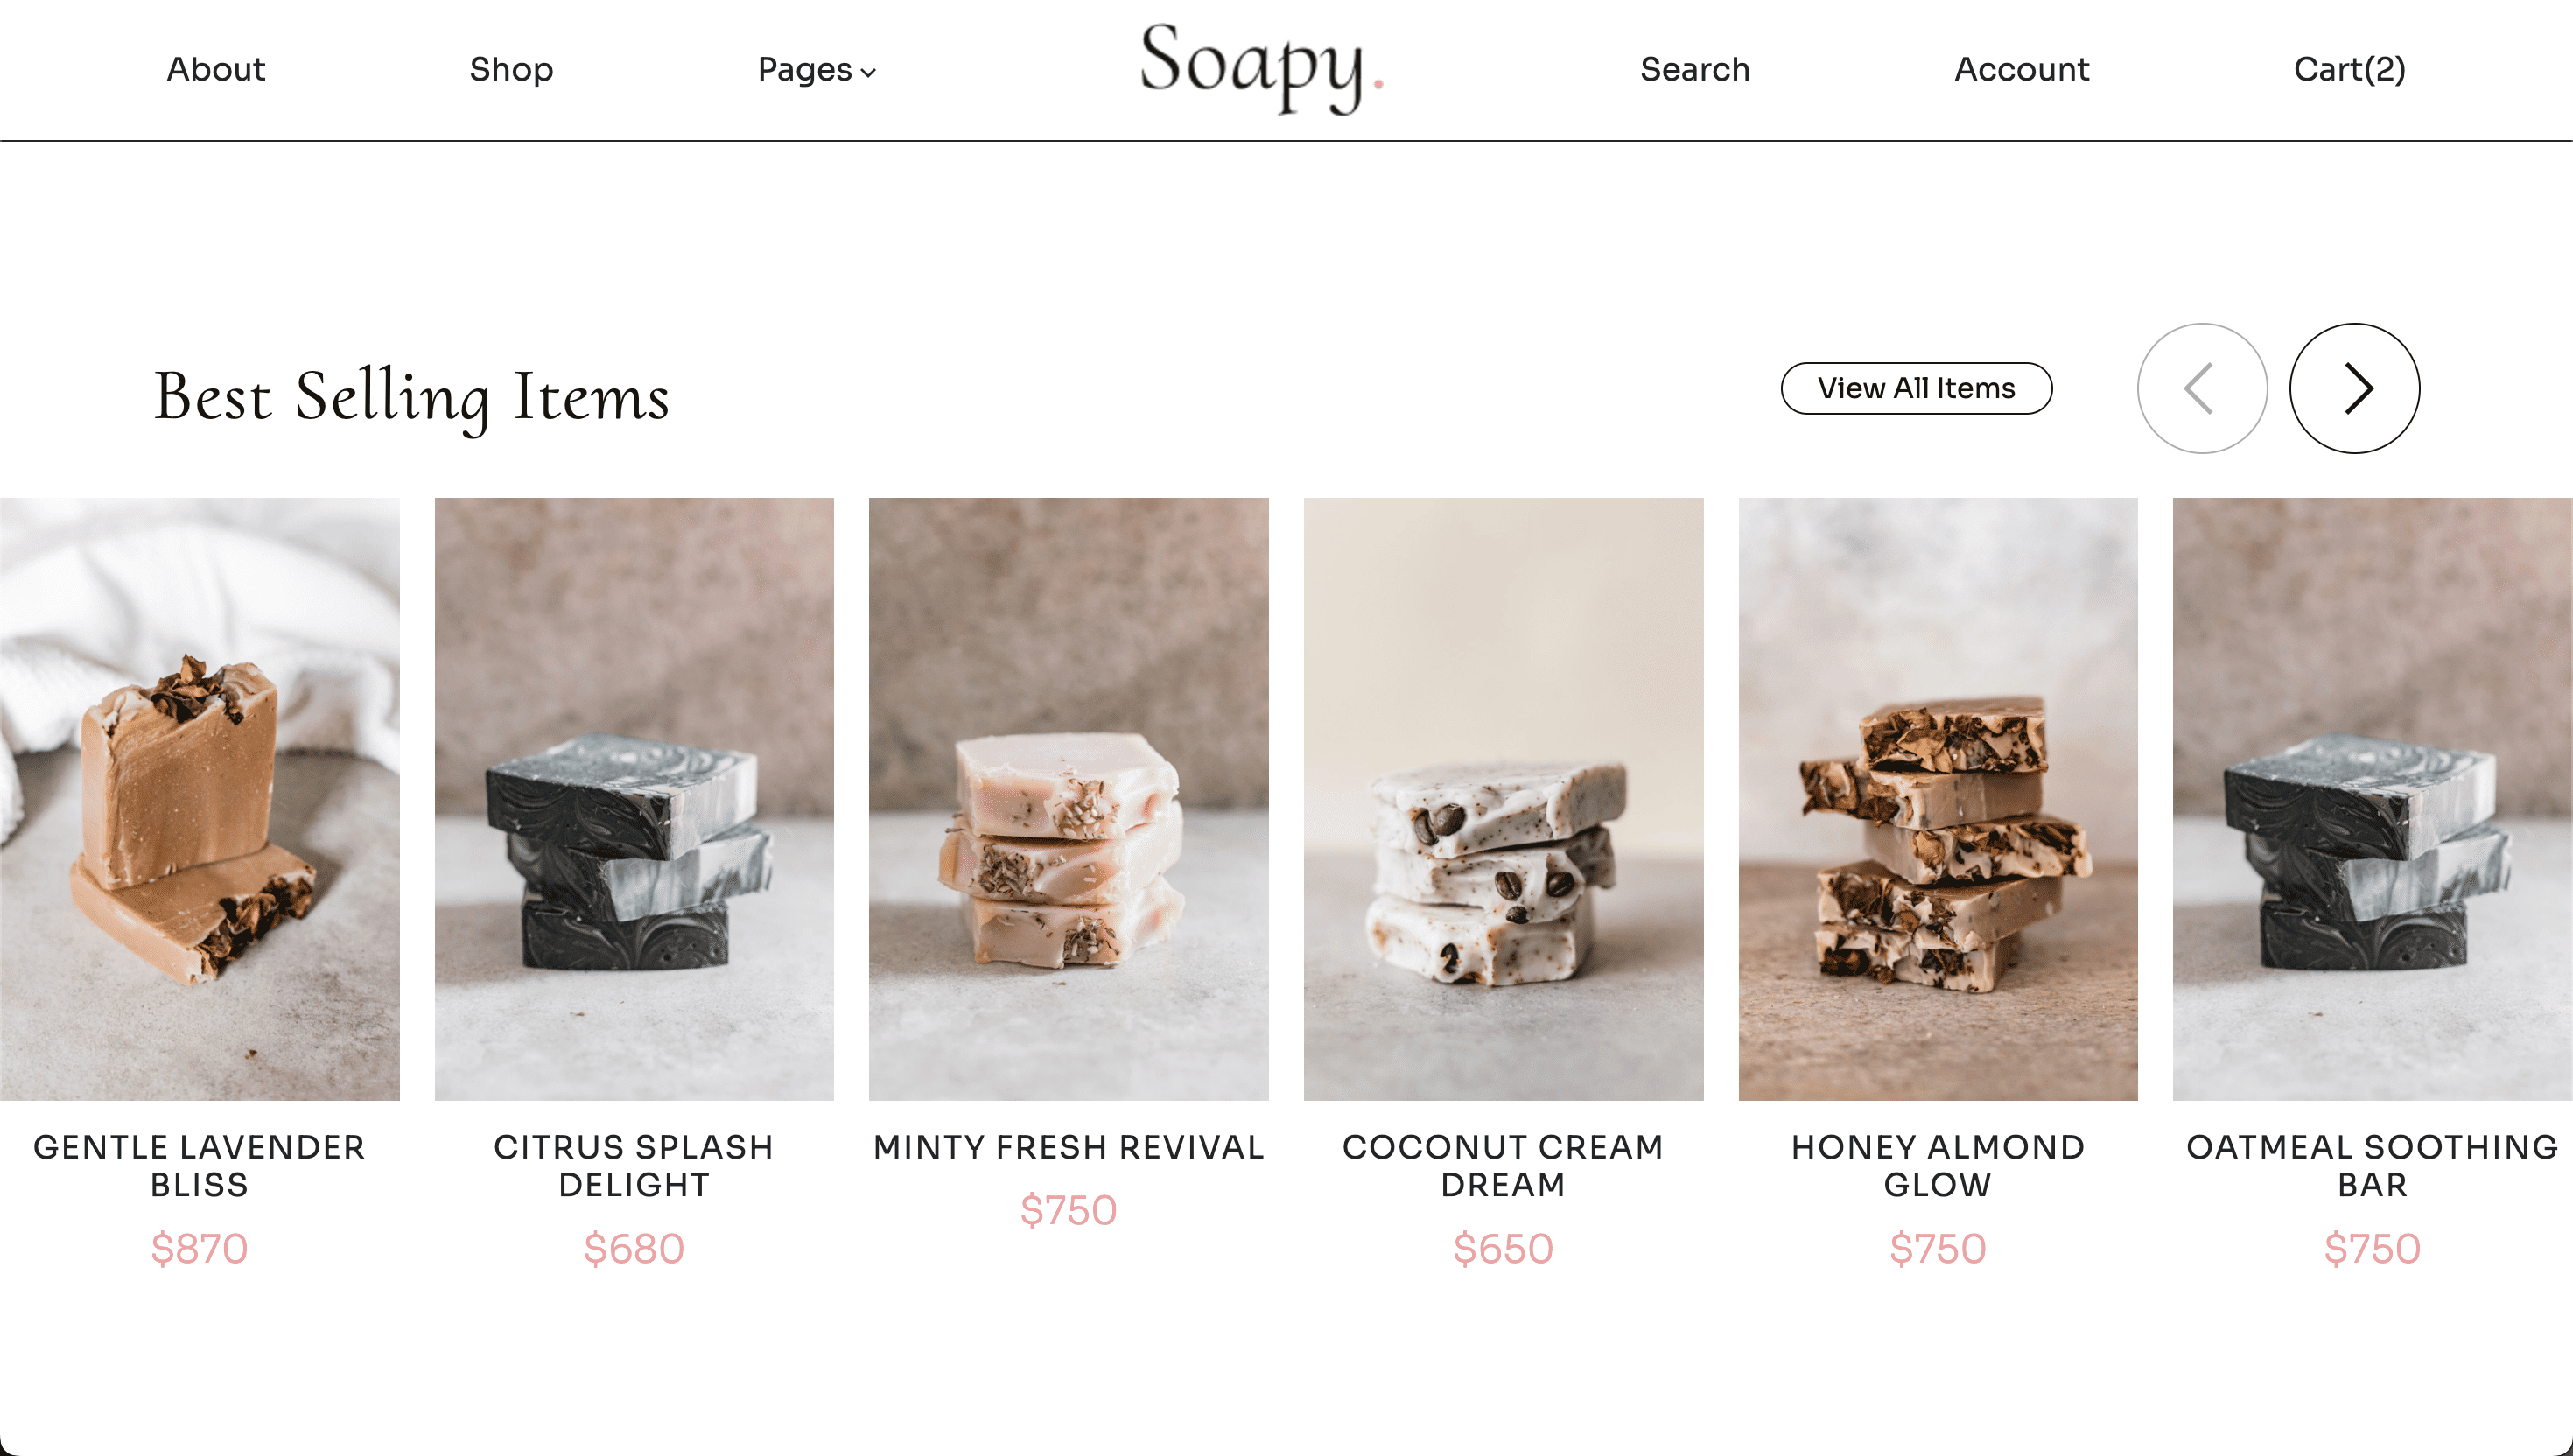 About
Shop
Pages
Soapy.
Search
Account
Cart(2)
Best Selling Items
View All Items
GENTLE LAVENDER
BLISS
$870
CITRUS SPLASH
DELIGHT
$680
MINTY FRESH REVIVAL
$750
COCONUT CREAM
DREAM
$650
HONEY ALMOND
GLOW
$750
OATMEAL SOOTHING
BAR
$750